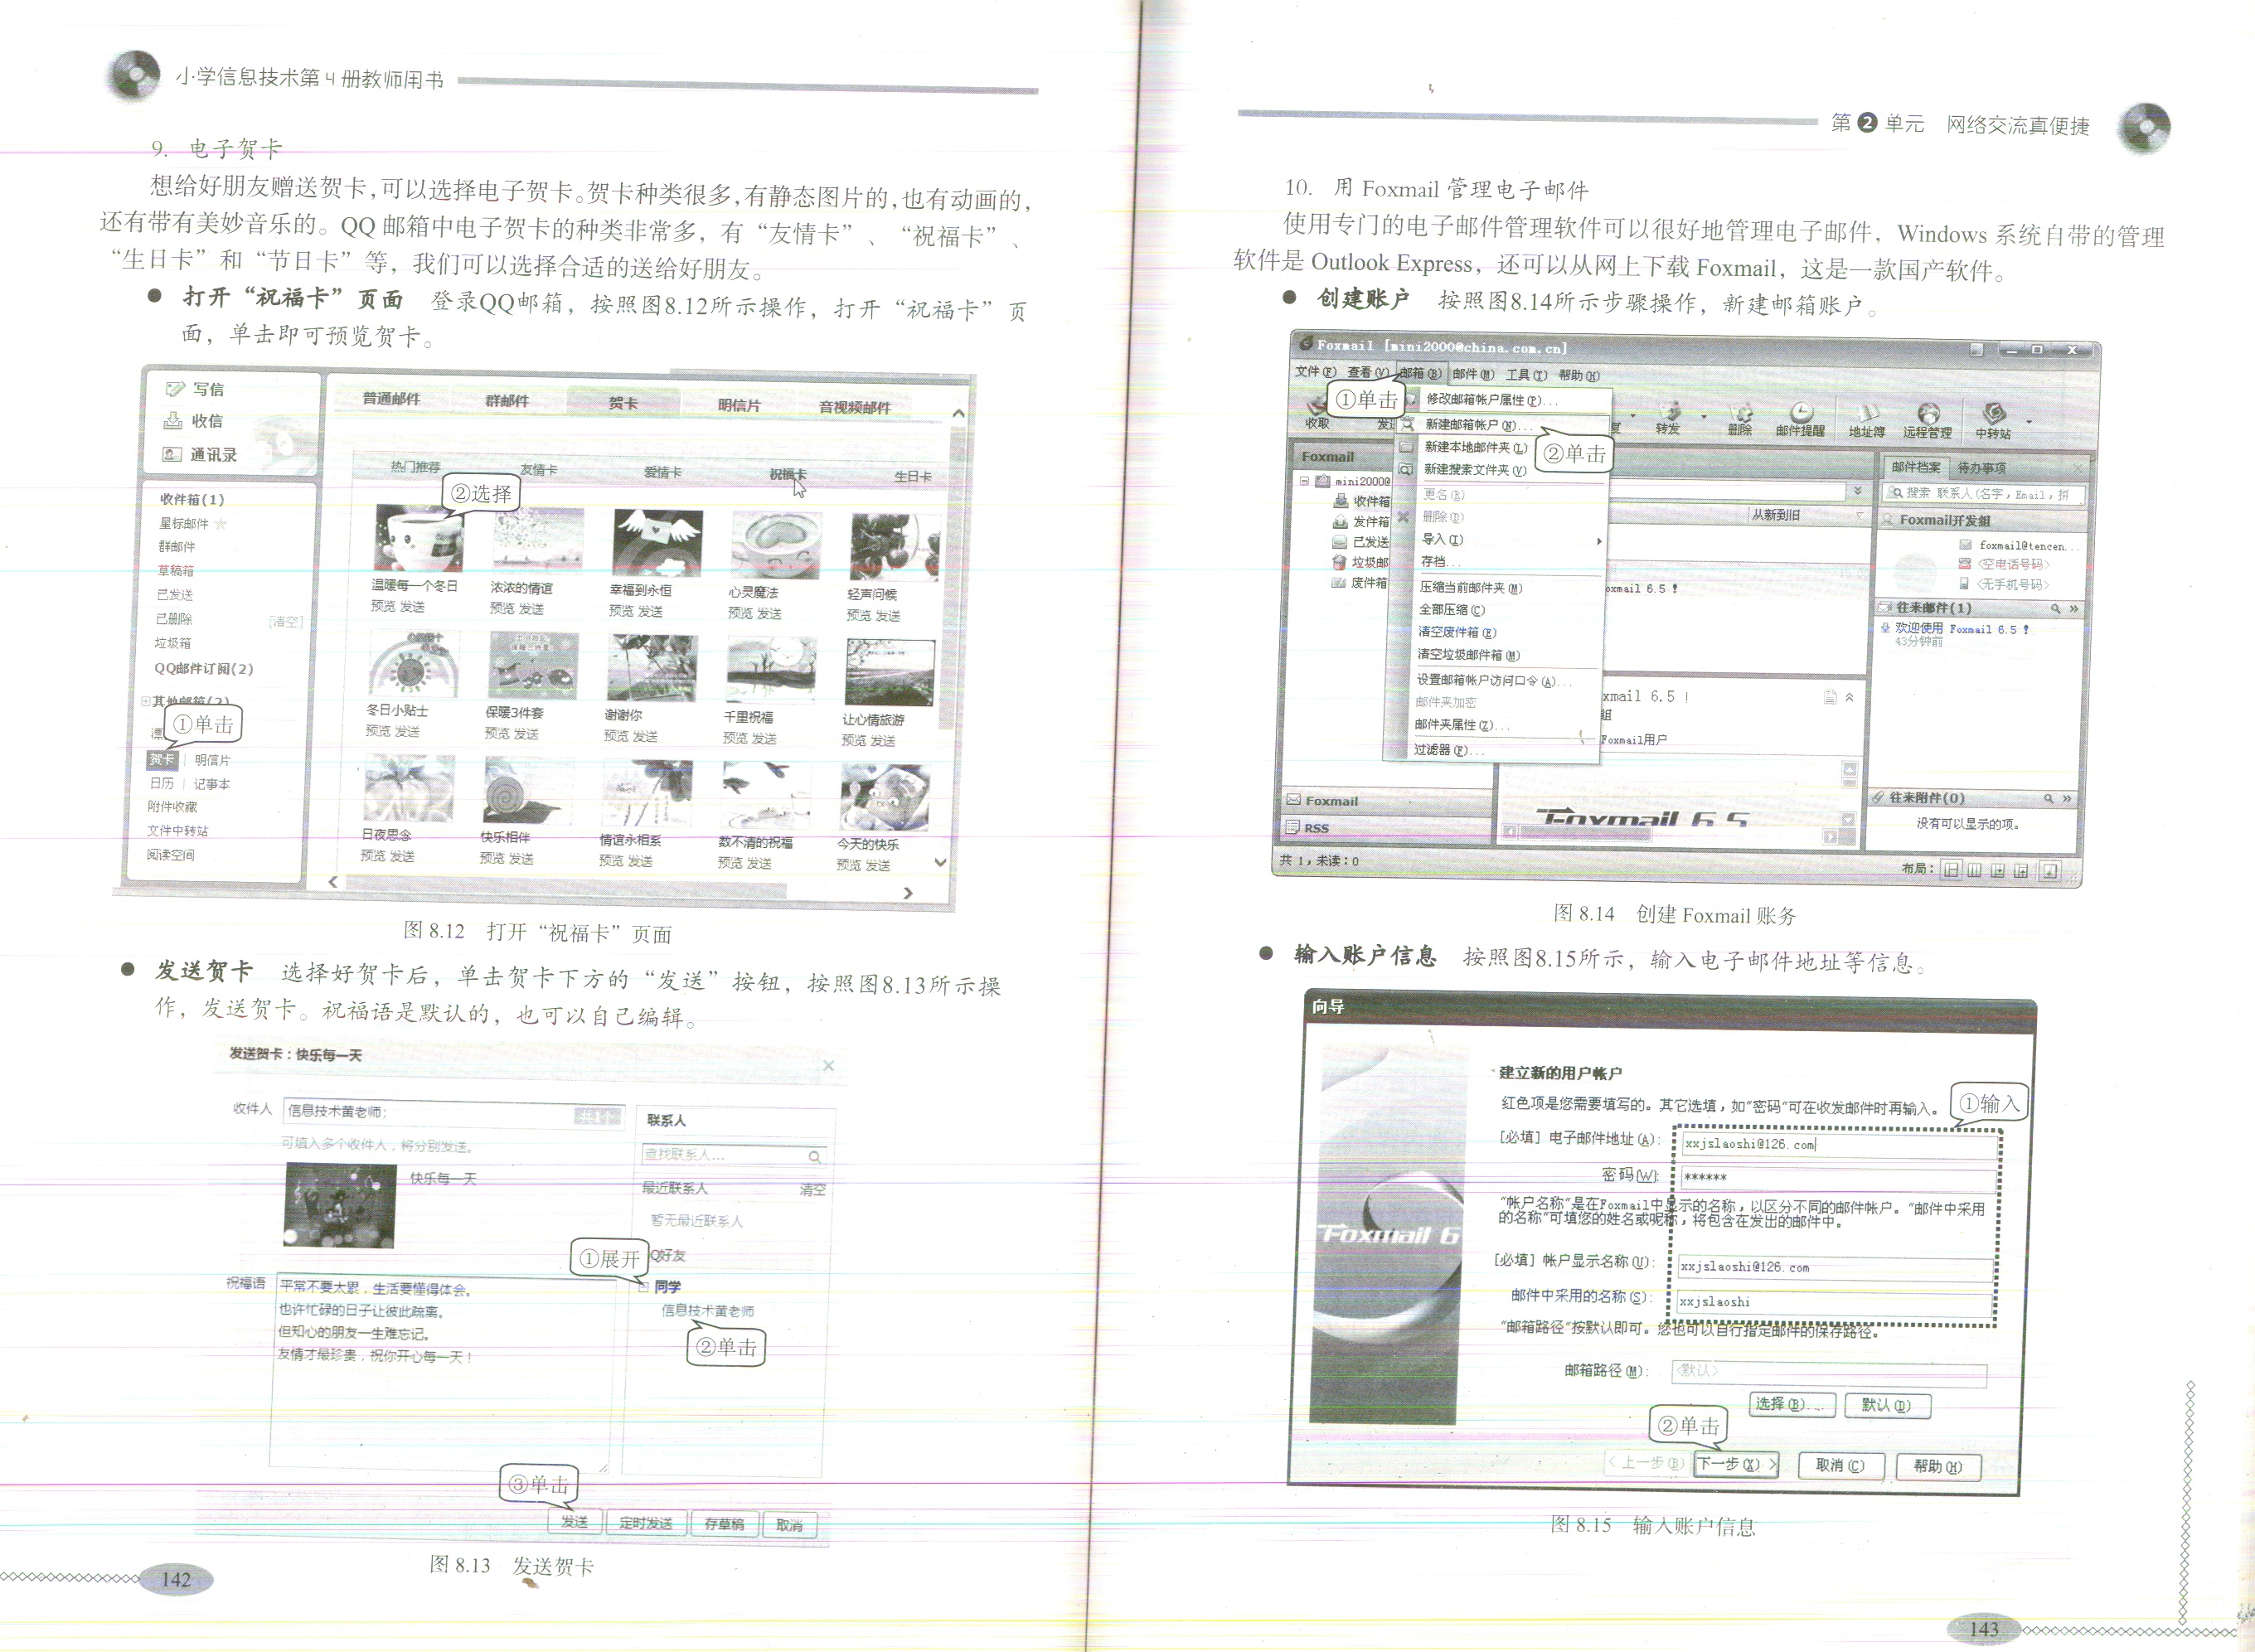 小学信息技术第4册教师用书
9. 电子贺卡
想给好朋友赠送贺卡,可以选择电子贺卡。贺卡种类很多,有静态图片的,也有动画的,
还有带有美妙音乐的。QQ 邮箱中电子贺卡的种类非常多，有“友情卡”、“祝福卡”、
“生日卡”和“节日卡”等，我们可以选择合适的送给好朋友。
● 打开“祝福卡”页面 登录QQ邮箱，按照图8.12所示操作，打开“祝福卡”页
面，单击即可预览贺卡。
写信
收信
通讯录
收件箱(1)
星标邮件
群邮件
草稿箱
已发送
已删除 [清空]
垃圾箱
QQ邮件订阅(2)
其他邮箱(2)
①单击
漂
贺卡 | 明信片
日历 | 记事本
附件收藏
文件中转站
阅读空间
普通邮件 群邮件 贺卡 明信片 音视频邮件
热门推荐 友情卡 爱情卡 祝福卡 生日卡
②选择
温暖每一个冬日 浓浓的情谊 幸福到永恒 心灵魔法 轻声问候
预览 发送 预览 发送 预览 发送 预览 发送 预览 发送
冬日小贴士 保暖3件套 谢谢你 千里祝福 让心情旅游
预览 发送 预览 发送 预览 发送 预览 发送 预览 发送
日夜思念 快乐相伴 情谊永相系 数不清的祝福 今天的快乐
预览 发送 预览 发送 预览 发送 预览 发送 预览 发送
图 8.12 打开“祝福卡”页面
● 发送贺卡 选择好贺卡后，单击贺卡下方的“发送”按钮，按照图8.13所示操
作，发送贺卡。祝福语是默认的，也可以自己编辑。
发送贺卡：快乐每一天
收件人 信息技术黄老师; 共1个
可填入多个收件人，将分别发送。
快乐每一天
祝福语 平常不要太累，生活要懂得体会。
也许忙碌的日子让彼此疏离。
但知心的朋友一生难忘记。
友情才最珍贵，祝你开心每一天！
联系人
查找联系人...
最近联系人 清空
暂无最近联系人
①展开
Q好友
同学
信息技术黄老师
②单击
③单击
发送 定时发送 存草稿 取消
图 8.13 发送贺卡
142
第2单元 网络交流真便捷
10. 用 Foxmail 管理电子邮件
使用专门的电子邮件管理软件可以很好地管理电子邮件，Windows 系统自带的管理
软件是 Outlook Express，还可以从网上下载 Foxmail，这是一款国产软件。
● 创建账户 按照图8.14所示步骤操作，新建邮箱账户。
Foxmail [mini2000@china.com.cn]
文件(F) 查看(V) 邮箱(B) 邮件(M) 工具(T) 帮助(H)
①单击
收取 发送 复 转发 删除 邮件提醒 地址簿 远程管理 中转站
修改邮箱帐户属性(P)...
新建邮箱帐户(N)...
新建本地邮件夹(L)
新建搜索文件夹(V)
②单击
更名(R)
删除(D)
导入(I)
存档...
压缩当前邮件夹(M)
全部压缩(C)
清空废件箱(E)
清空垃圾邮件箱(M)
设置邮箱帐户访问口令(A)...
邮件夹加密
邮件夹属性(Z)...
过滤器(F)...
Foxmail
mini2000@
收件箱
发件箱
已发送
垃圾邮
废件箱
从新到旧
oxmail 6.5！
xmail 6.5！
组
Foxmail用户
Foxmail 6.5
邮件档案 待办事项
搜索 联系人(名字，Email，拼
Foxmail开发组
foxmail@tencen...
<空电话号码>
<无手机号码>
往来邮件(1)
欢迎使用 Foxmail 6.5！
43分钟前
往来附件(0)
没有可以显示的项。
Foxmail
RSS
共 1，未读：0
布局：
图 8.14 创建 Foxmail 账务
● 输入账户信息 按照图8.15所示，输入电子邮件地址等信息。
向导
建立新的用户帐户
红色项是您需要填写的。其它选填，如“密码”可在收发邮件时再输入。
①输入
[必填] 电子邮件地址(A)： xxjslaoshi@126.com
密码(W)： ******
“帐户名称”是在Foxmail中显示的名称，以区分不同的邮件帐户。“邮件中采用
的名称”可填您的姓名或昵称，将包含在发出的邮件中。
[必填] 帐户显示名称(U)： xxjslaoshi@126.com
邮件中采用的名称(S)： xxjslaoshi
“邮箱路径”按默认即可。您也可以自行指定邮件的保存路径。
邮箱路径(M)： <默认>
选择(B)... 默认(D)
②单击
< 上一步(B) 下一步(X) > 取消(C) 帮助(H)
Foxmail 6
图 8.15 输入账户信息
143